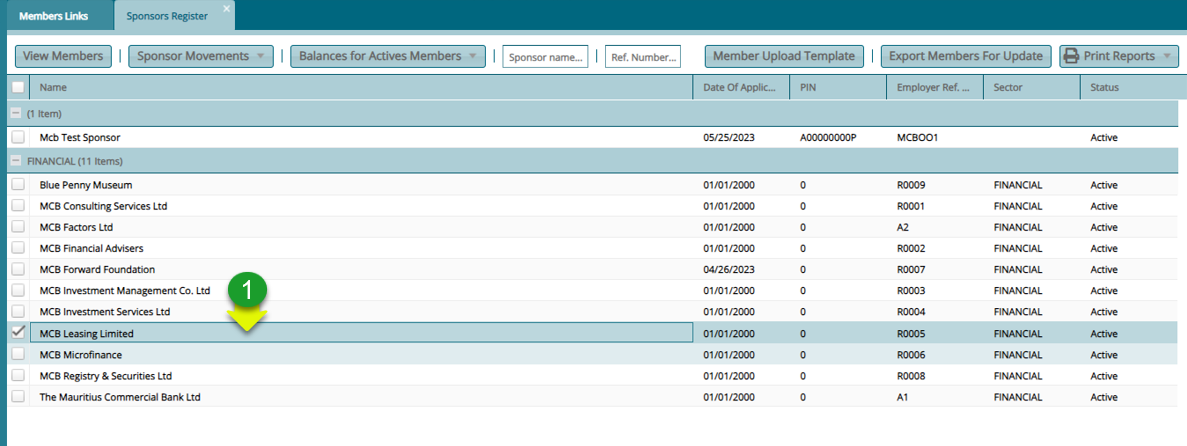 Members Links
Sponsors Register
View Members | Sponsor Movements | Balances for Actives Members Sponsor name... | Ref. Number... Member Upload Template | Export Members For Update Print Reports
Name Date Of Applic... PIN Employer Ref. ... Sector Status
(1 Item)
Mcb Test Sponsor 05/25/2023 A00000000P MCBOO1 Active
FINANCIAL (11 Items)
Blue Penny Museum 01/01/2000 0 R0009 FINANCIAL Active
MCB Consulting Services Ltd 01/01/2000 0 R0001 FINANCIAL Active
MCB Factors Ltd 01/01/2000 0 A2 FINANCIAL Active
MCB Financial Advisers 01/01/2000 0 R0002 FINANCIAL Active
MCB Forward Foundation 04/26/2023 0 R0007 FINANCIAL Active
MCB Investment Management Co. Ltd 01/01/2000 0 R0003 FINANCIAL Active
1
MCB Investment Services Ltd 01/01/2000 0 R0004 FINANCIAL Active
MCB Leasing Limited 01/01/2000 0 R0005 FINANCIAL Active
MCB Microfinance 01/01/2000 0 R0006 FINANCIAL Active
MCB Registry & Securities Ltd 01/01/2000 0 R0008 FINANCIAL Active
The Mauritius Commercial Bank Ltd 01/01/2000 0 A1 FINANCIAL Active